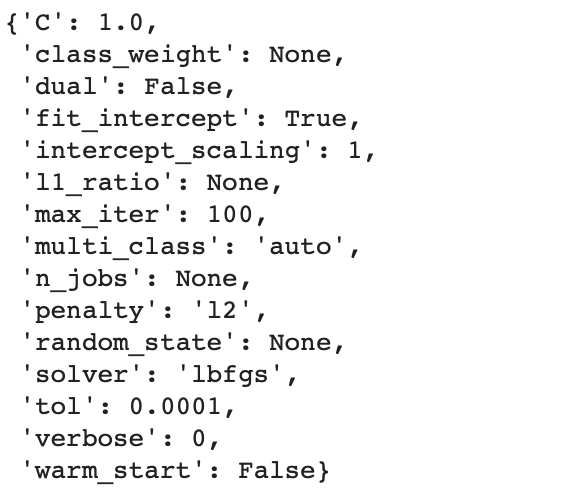 {'C': 1.0,
 'class_weight': None,
 'dual': False,
 'fit_intercept': True,
 'intercept_scaling': 1,
 'l1_ratio': None,
 'max_iter': 100,
 'multi_class': 'auto',
 'n_jobs': None,
 'penalty': 'l2',
 'random_state': None,
 'solver': 'lbfgs',
 'tol': 0.0001,
 'verbose': 0,
 'warm_start': False}